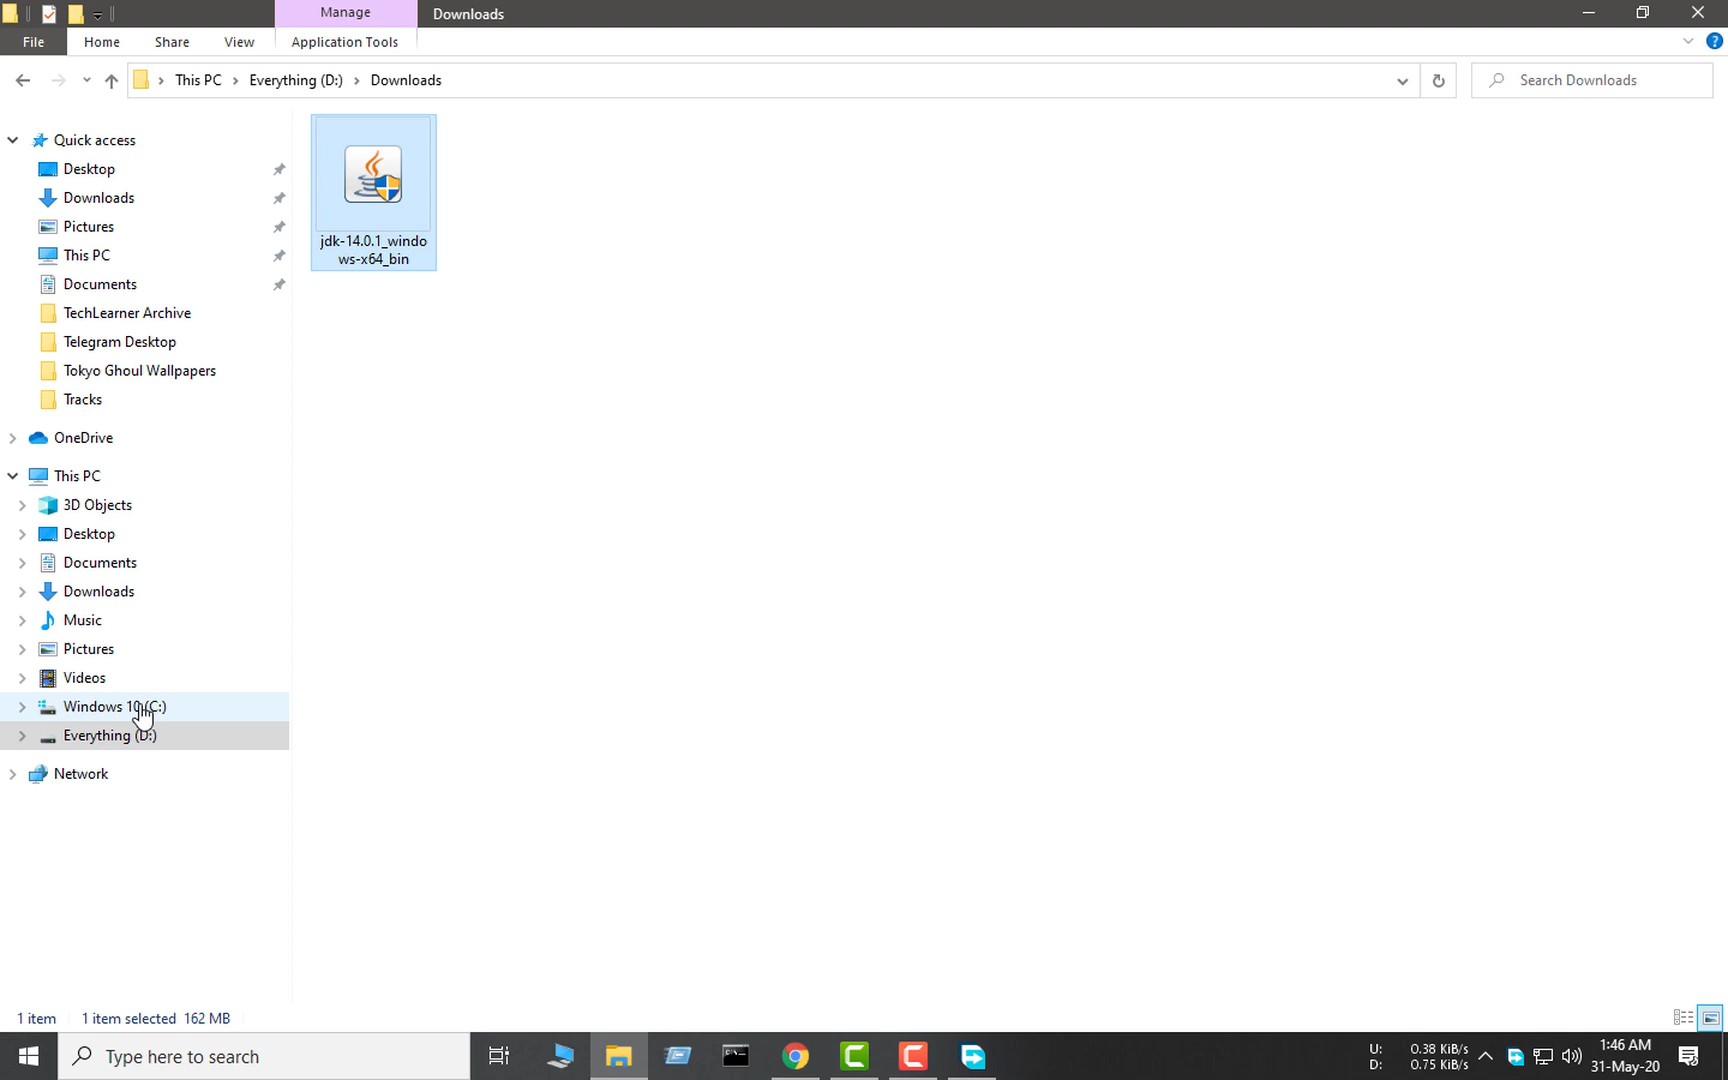 Manage
Downloads
File
Home
Share
View
Application Tools
This PC
Everything (D:)
Downloads
Search Downloads
Quick access
Desktop
Downloads
Pictures
This PC
Documents
TechLearner Archive
Telegram Desktop
Tokyo Ghoul Wallpapers
Tracks
OneDrive
This PC
3D Objects
Desktop
Documents
Downloads
Music
Pictures
Videos
Windows 10 (C:)
Everything (D:)
Network
jdk-14.0.1_windo
ws-x64_bin
1 item
1 item selected 162 MB
Type here to search
U: 0.38 KiB/s
D: 0.75 KiB/s
1:46 AM
31-May-20